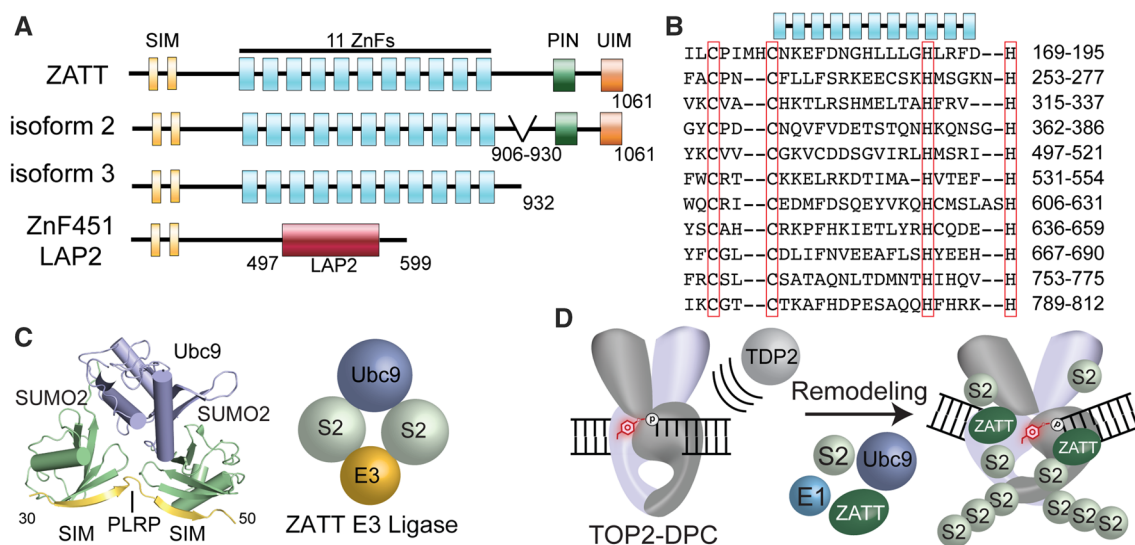 A
SIM
11 ZnFs
PIN
UIM
ZATT
1061
isoform 2
906-930
1061
isoform 3
932
ZnF451
LAP2
497
LAP2
599
B
ILCPIMHCNKEFDNGHLLLGHLRFD--H 169-195
FACPN--CFLLFSRKEECSKHMSGKN-H 253-277
VKCVA--CHKTLRSHMELTAHFRV---H 315-337
GYCPD--CNQVFVDETSTQNHKQNSG-H 362-386
YKCVV--CGKVCDDSGVIRLHMSRI--H 497-521
FWCRT--CKKELRKDTIMA-HVTEF--H 531-554
WQCRI--CEDMFDSQEYVKQHCMSLASH 606-631
YSCAH--CRKPFHKIETLYRHCQDE--H 636-659
YFCGL--CDLIFNVEEAFLSHYEEH--H 667-690
RCSL--CSATAQNLTDMNTHIHQV--H 753-775
IKCGT--CTKAFHDPESAQQHFHRK--H 789-812
C
Ubc9
SUMO2
SUMO2
30
SIM
PLRP
SIM
50
Ubc9
S2
S2
E3
ZATT E3 Ligase
D
TDP2
P
TOP2-DPC
Remodeling
S2
Ubc9
E1
ZATT
S2
S2
ZATT
P
ZATT
S2
S2
S2
S2
S2
S2
S2
S2
S2